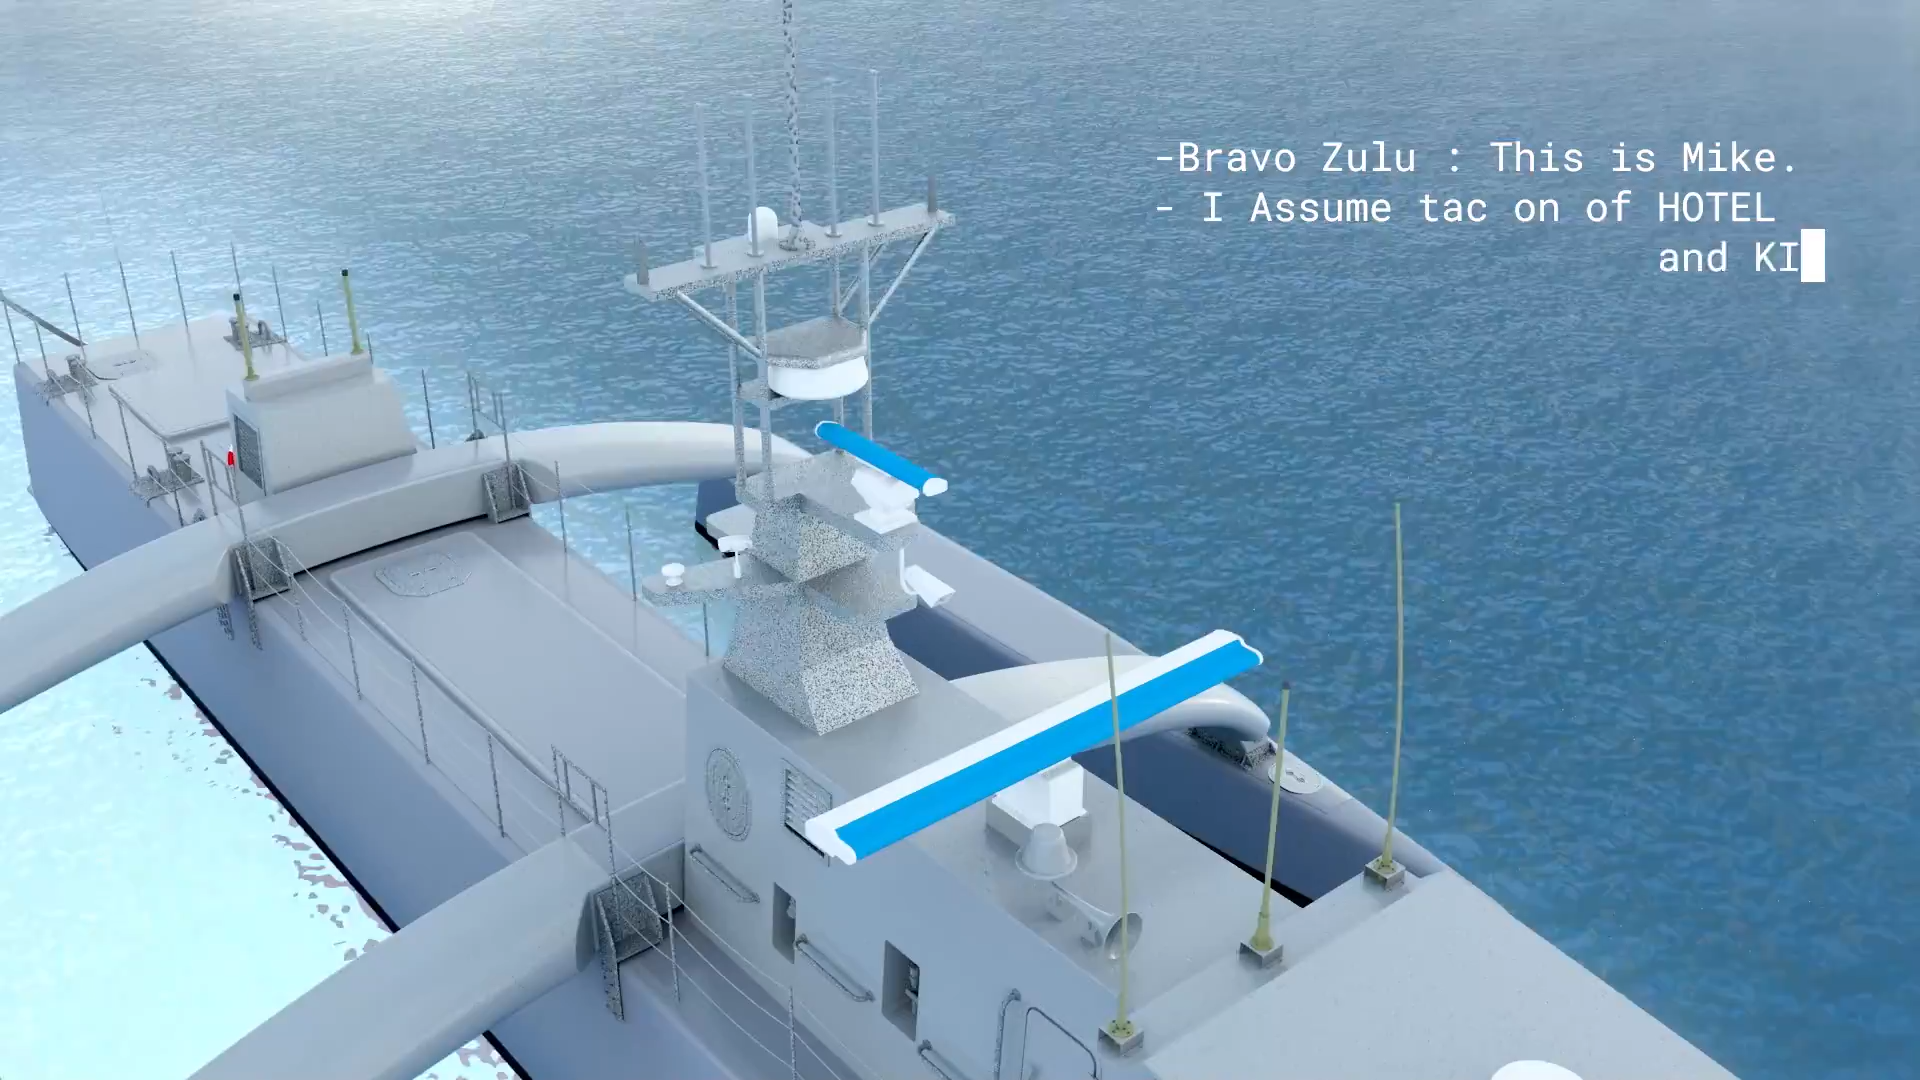 -Bravo Zulu : This is Mike.
- I Assume tac on of HOTEL
and KI